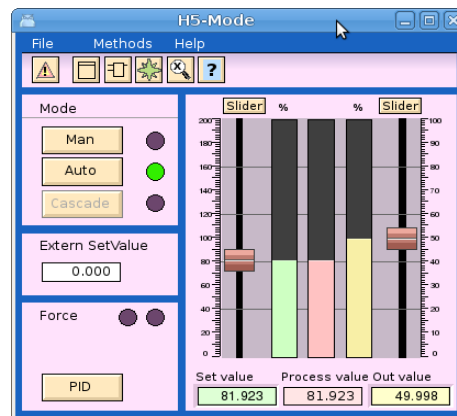 H5-Mode
File Methods Help
?
Mode
Man
Auto
Cascade
Extern SetValue
0.000
Force
PID
Slider % % Slider
200 100
180 90
160 80
140 70
120 60
100 50
80 40
60 30
40 20
20 10
0 0
Set value Process value Out value
81.923 81.923 49.998